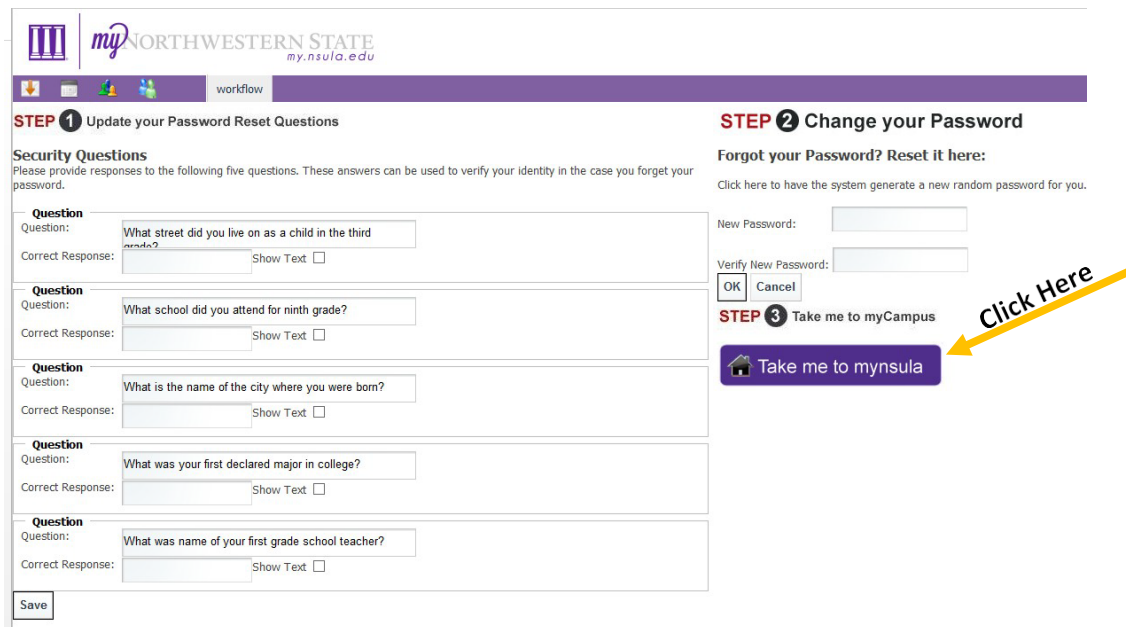 myNORTHWESTERN STATE
my.nsula.edu
workflow
STEP 1 Update your Password Reset Questions
Security Questions
Please provide responses to the following five questions. These answers can be used to verify your identity in the case you forget your
password.
Question
Question:
What street did you live on as a child in the third
grade?
Correct Response:
Show Text
Question
Question:
What school did you attend for ninth grade?
Correct Response:
Show Text
Question
Question:
What is the name of the city where you were born?
Correct Response:
Show Text
Question
Question:
What was your first declared major in college?
Correct Response:
Show Text
Question
Question:
What was name of your first grade school teacher?
Correct Response:
Show Text
Save
STEP 2 Change your Password
Forgot your Password? Reset it here:
Click here to have the system generate a new random password for you.
New Password:
Verify New Password:
OK Cancel
STEP 3 Take me to myCampus
Take me to mynsula
Click Here